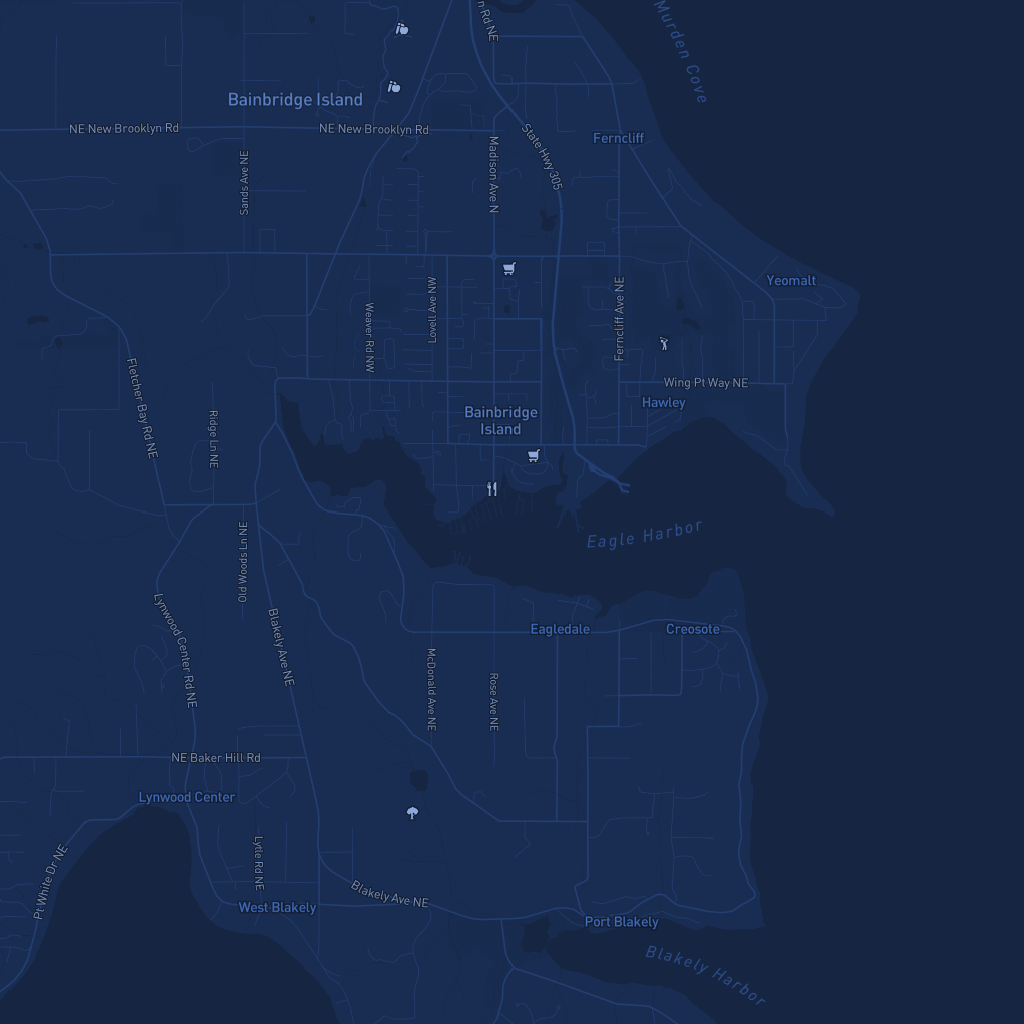 n Rd NE
Murden Cove
Bainbridge Island
NE New Brooklyn Rd
NE New Brooklyn Rd
Ferncliff
State Hwy 305
Sands Ave NE
Madison Ave N
Yeomalt
Lovell Ave NW
Weaver Rd NW
Ferncliff Ave NE
Wing Pt Way NE
Hawley
Fletcher Bay Rd NE
Bainbridge
Island
Ridge Ln NE
Eagle Harbor
Old Woods Ln NE
Lynwood Center Rd NE
Blakely Ave NE
Eagledale
Creosote
McDonald Ave NE
Rose Ave NE
NE Baker Hill Rd
Lynwood Center
Pt White Dr NE
Lytle Rd NE
Blakely Ave NE
West Blakely
Port Blakely
Blakely Harbor